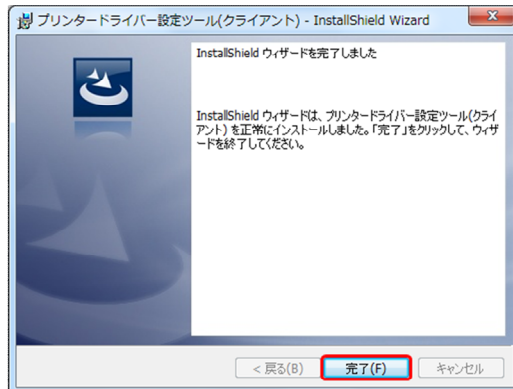 プリンタードライバー設定ツール(クライアント) - InstallShield Wizard
InstallShield ウィザードを完了しました
InstallShield ウィザードは、プリンタードライバー設定ツール(クライ
アント) を正常にインストールしました。「完了」をクリックして、ウィザ
ードを終了してください。
< 戻る(B)
完了(F)
キャンセル